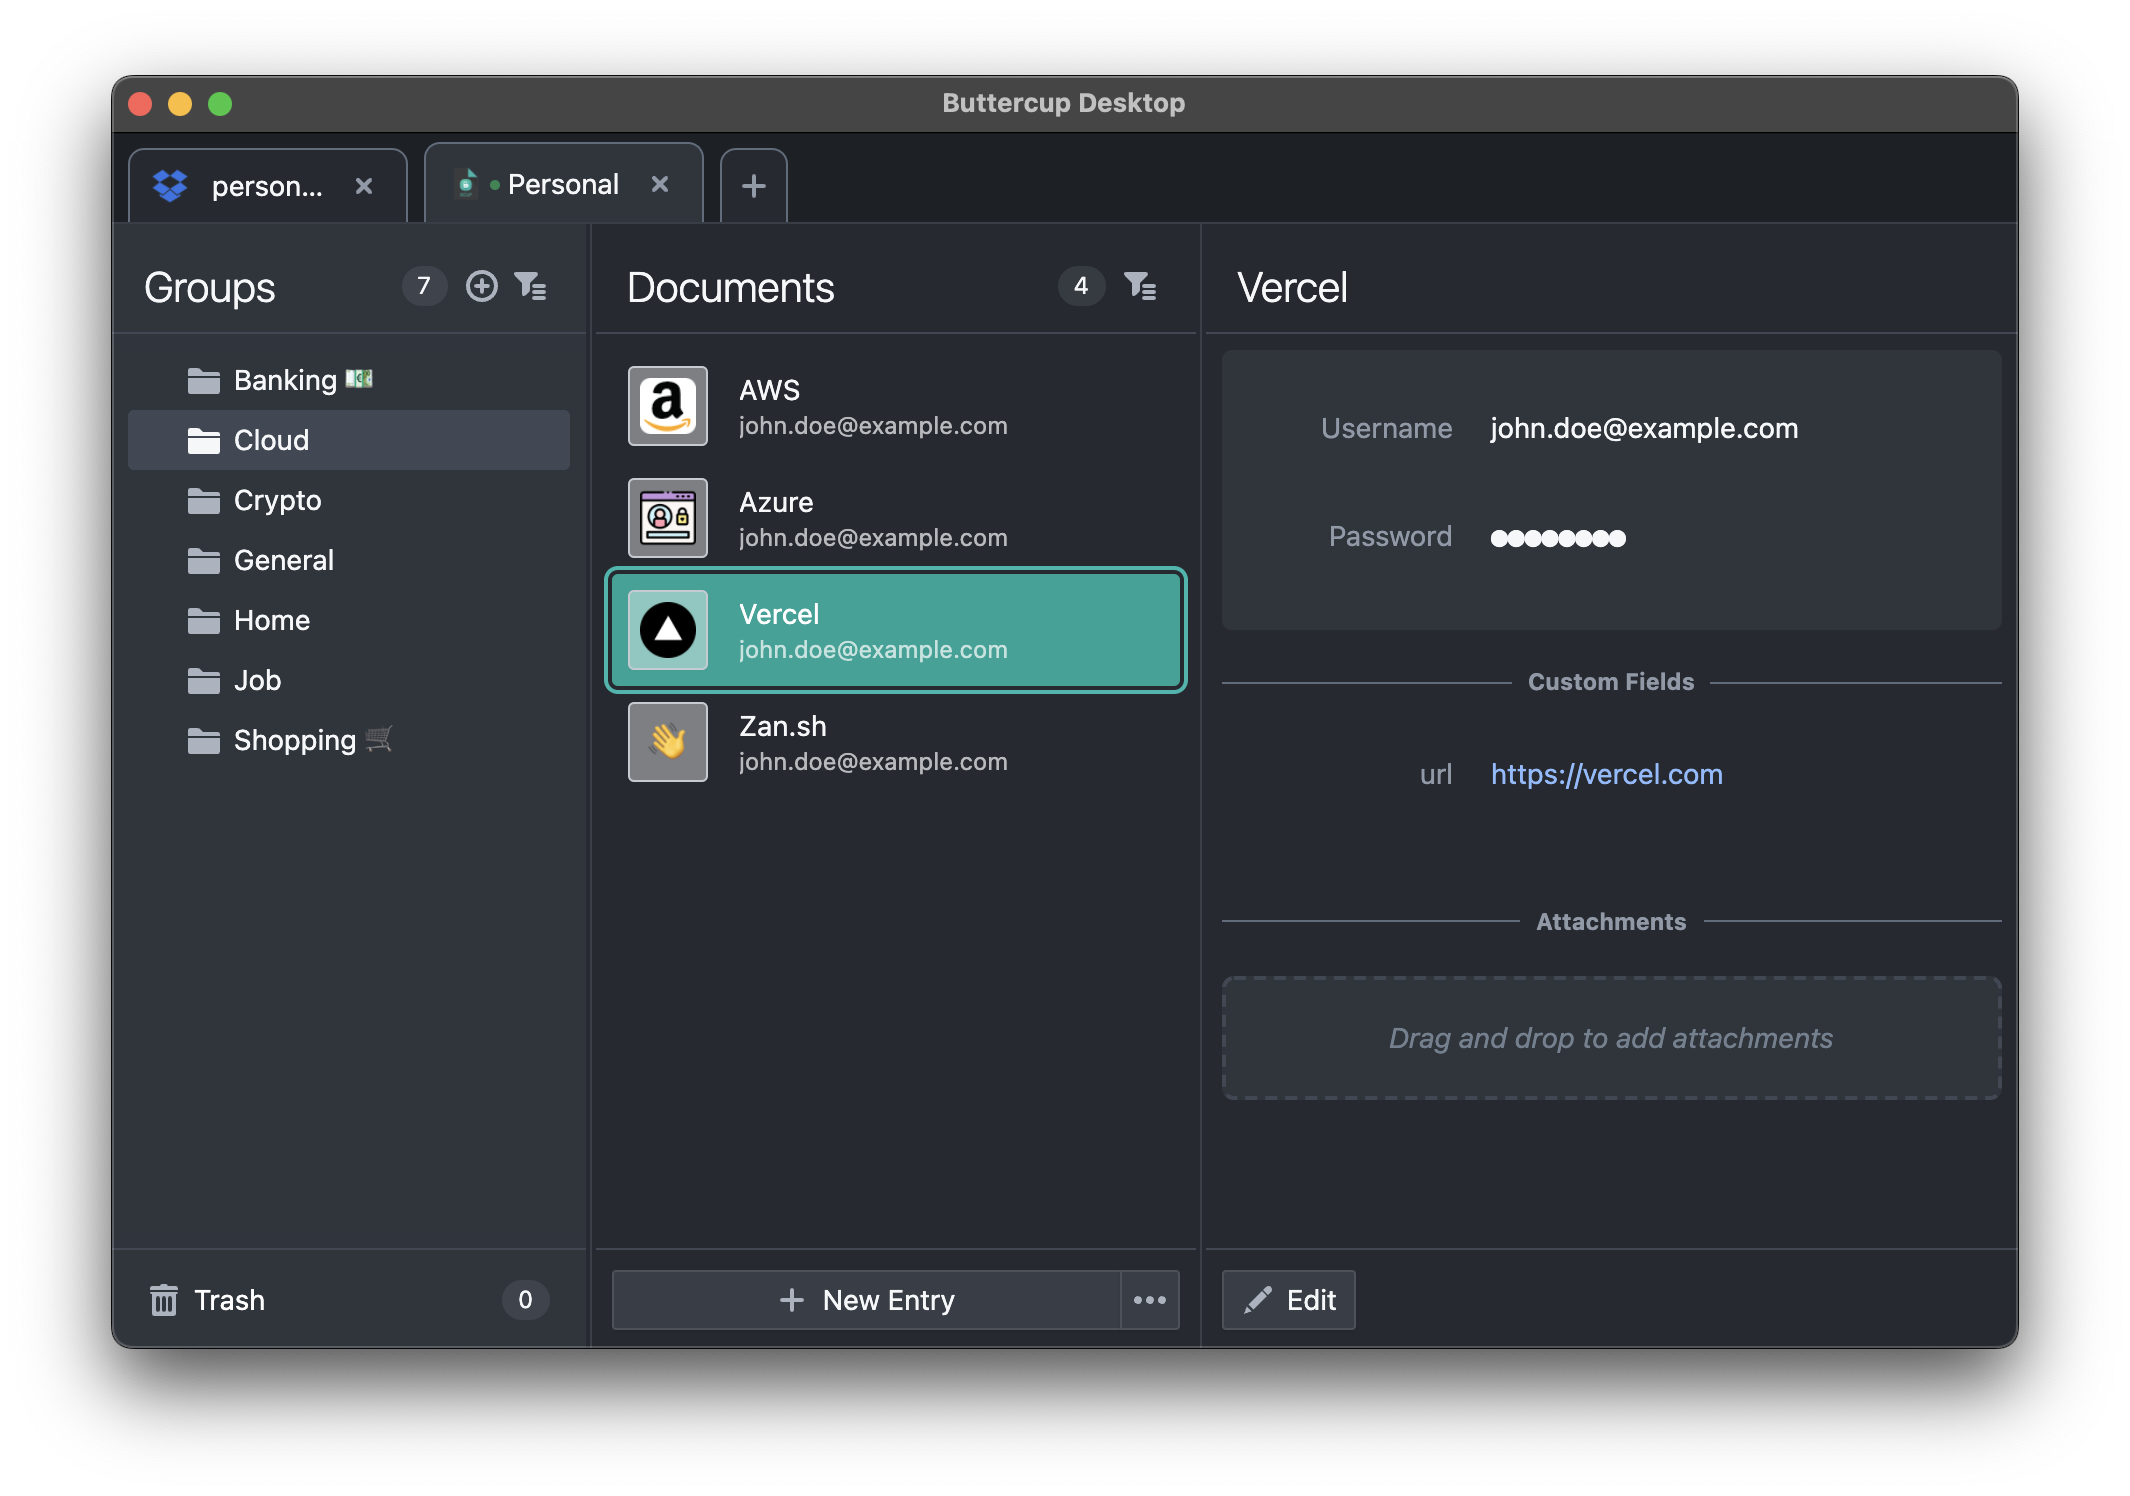 Buttercup Desktop
person...
Personal
Groups
7
Banking 💵
Cloud
Crypto
General
Home
Job
Shopping 🛒
Trash
0
Documents
4
AWS
john.doe@example.com
Azure
john.doe@example.com
Vercel
john.doe@example.com
Zan.sh
john.doe@example.com
New Entry
Vercel
Username john.doe@example.com
Password ●●●●●●●●
Custom Fields
url https://vercel.com
Attachments
Drag and drop to add attachments
Edit